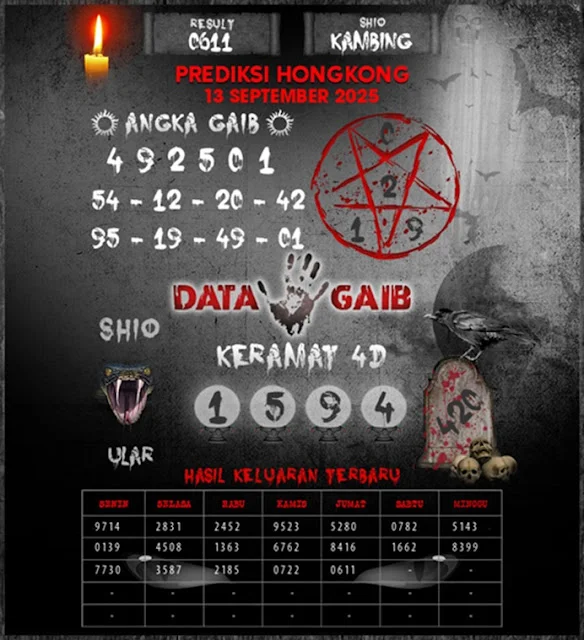 RESULT
0611
SHIO
KAMBING
PREDIKSI HONGKONG
13 SEPTEMBER 2025
ANGKA GAIB
4 9 2 5 0 1
54 - 12 - 20 - 42
95 - 19 - 49 - 01
0
2
1 9
DATA GAIB
SHIO
KERAMAT 4D
1 5 9 4
420
ULAR
HASIL KELUARAN TERBARU
SENIN SELASA RABU KAMIS JUMAT SABTU MINGGU
9714 2831 2452 9523 5280 0782 5143
0139 4508 1363 6762 8416 1662 8399
7730 3587 2185 0722 0611 - -
- - - - - - -
- - - - - - -